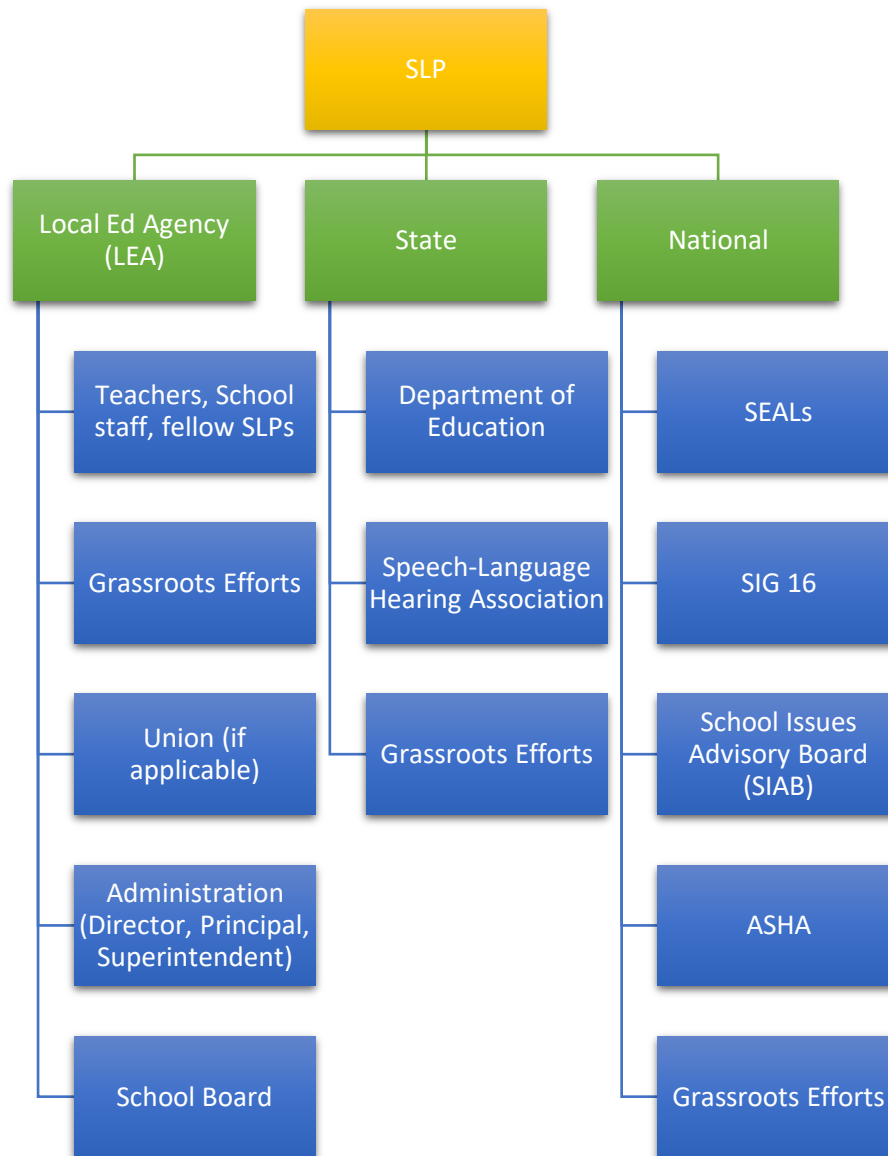 SLP
Local Ed Agency
(LEA)
State
National
Teachers, School
staff, fellow SLPs
Grassroots Efforts
Union (if
applicable)
Administration
(Director, Principal,
Superintendent)
School Board
Department of
Education
Speech-Language
Hearing Association
Grassroots Efforts
SEALs
SIG 16
School Issues
Advisory Board
(SIAB)
ASHA
Grassroots Efforts